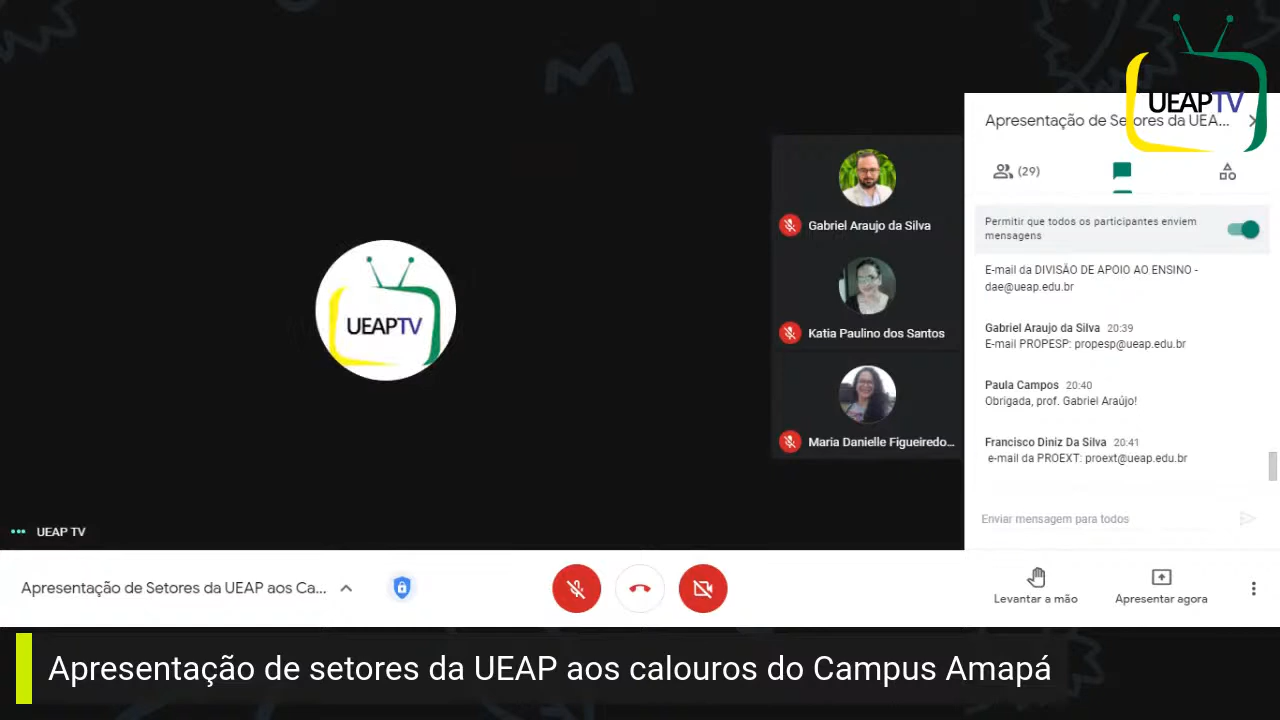 UEAPTV
Apresentação de Setores da UEA...
(29)
Permitir que todos os participantes enviem
mensagens
E-mail da DIVISÃO DE APOIO AO ENSINO -
dae@ueap.edu.br
Gabriel Araujo da Silva 20:39
E-mail PROPESP: propesp@ueap.edu.br
Paula Campos 20:40
Obrigada, prof. Gabriel Araújo!
Francisco Diniz Da Silva 20:41
e-mail da PROEXT: proext@ueap.edu.br
Enviar mensagem para todos
Gabriel Araujo da Silva
Katia Paulino dos Santos
Maria Danielle Figueiredo...
UEAPTV
UEAP TV
Apresentação de Setores da UEAP aos Ca...
Levantar a mão
Apresentar agora
Apresentação de setores da UEAP aos calouros do Campus Amapá